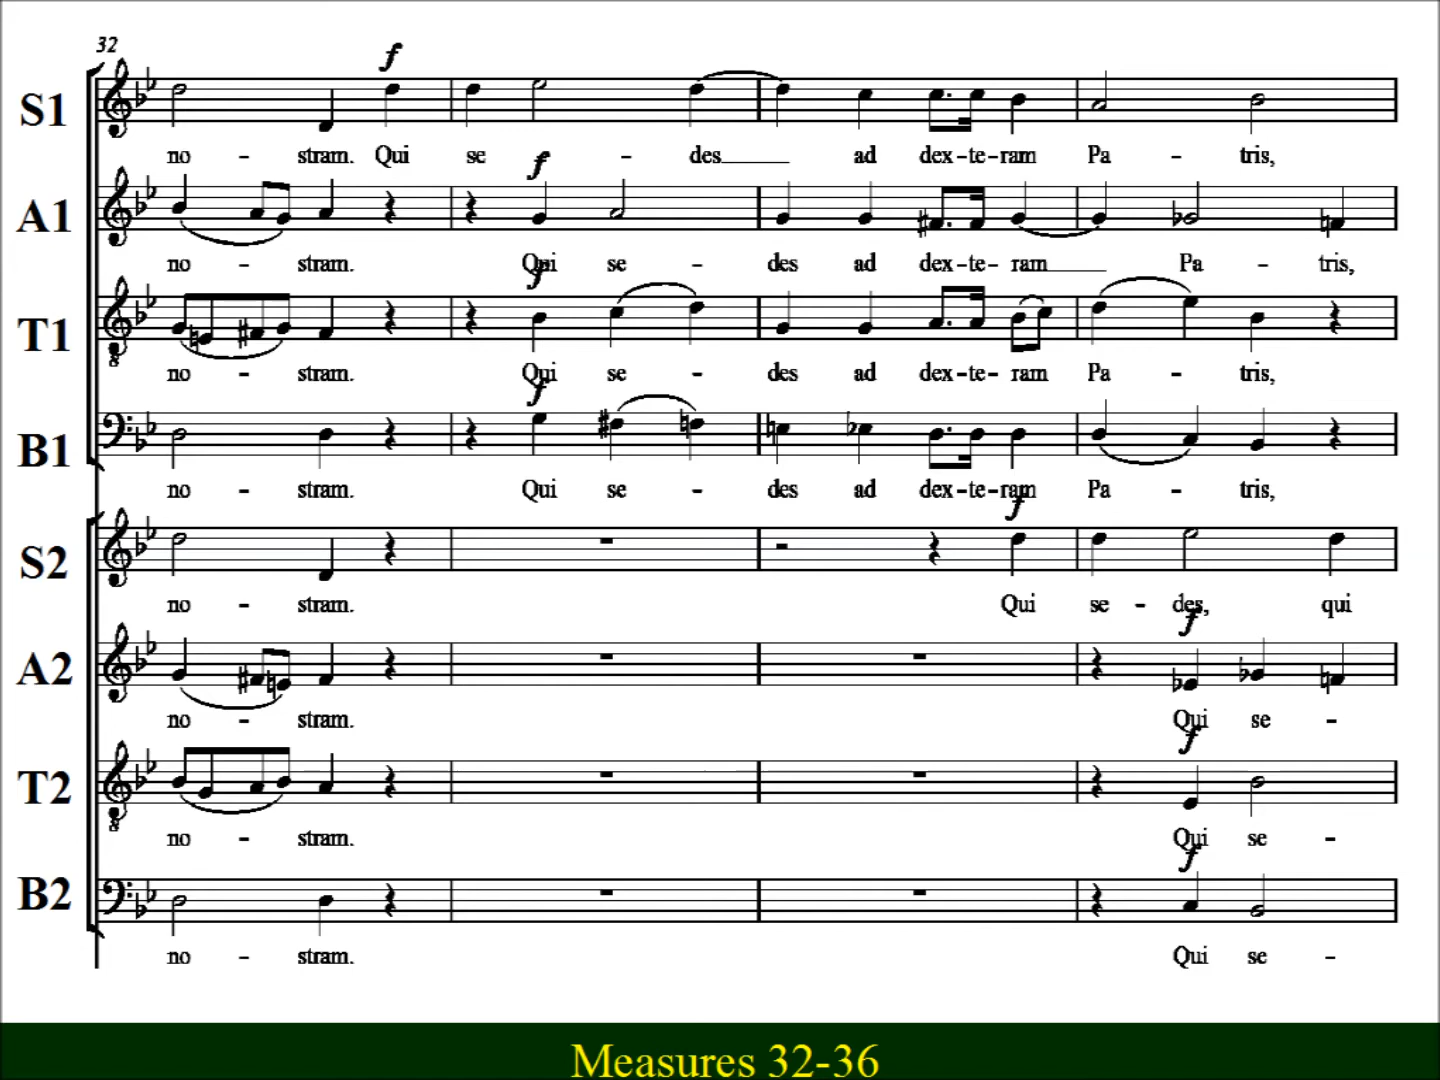 32
f
S1
no - stram. Qui se - des ad dex-te-ram Pa - tris,
f
A1
no - stram. Qui se - des ad dex-te-ram Pa - tris,
f
T1
8
no - stram. Qui se - des ad dex-te-ram Pa - tris,
f
B1
no - stram. Qui se - des ad dex-te-ram Pa - tris,
f
S2
no - stram. Qui se - des, qui
f
A2
no - stram. Qui se -
f
T2
8
no - stram. Qui se -
f
B2
no - stram. Qui se -
Measures 32-36